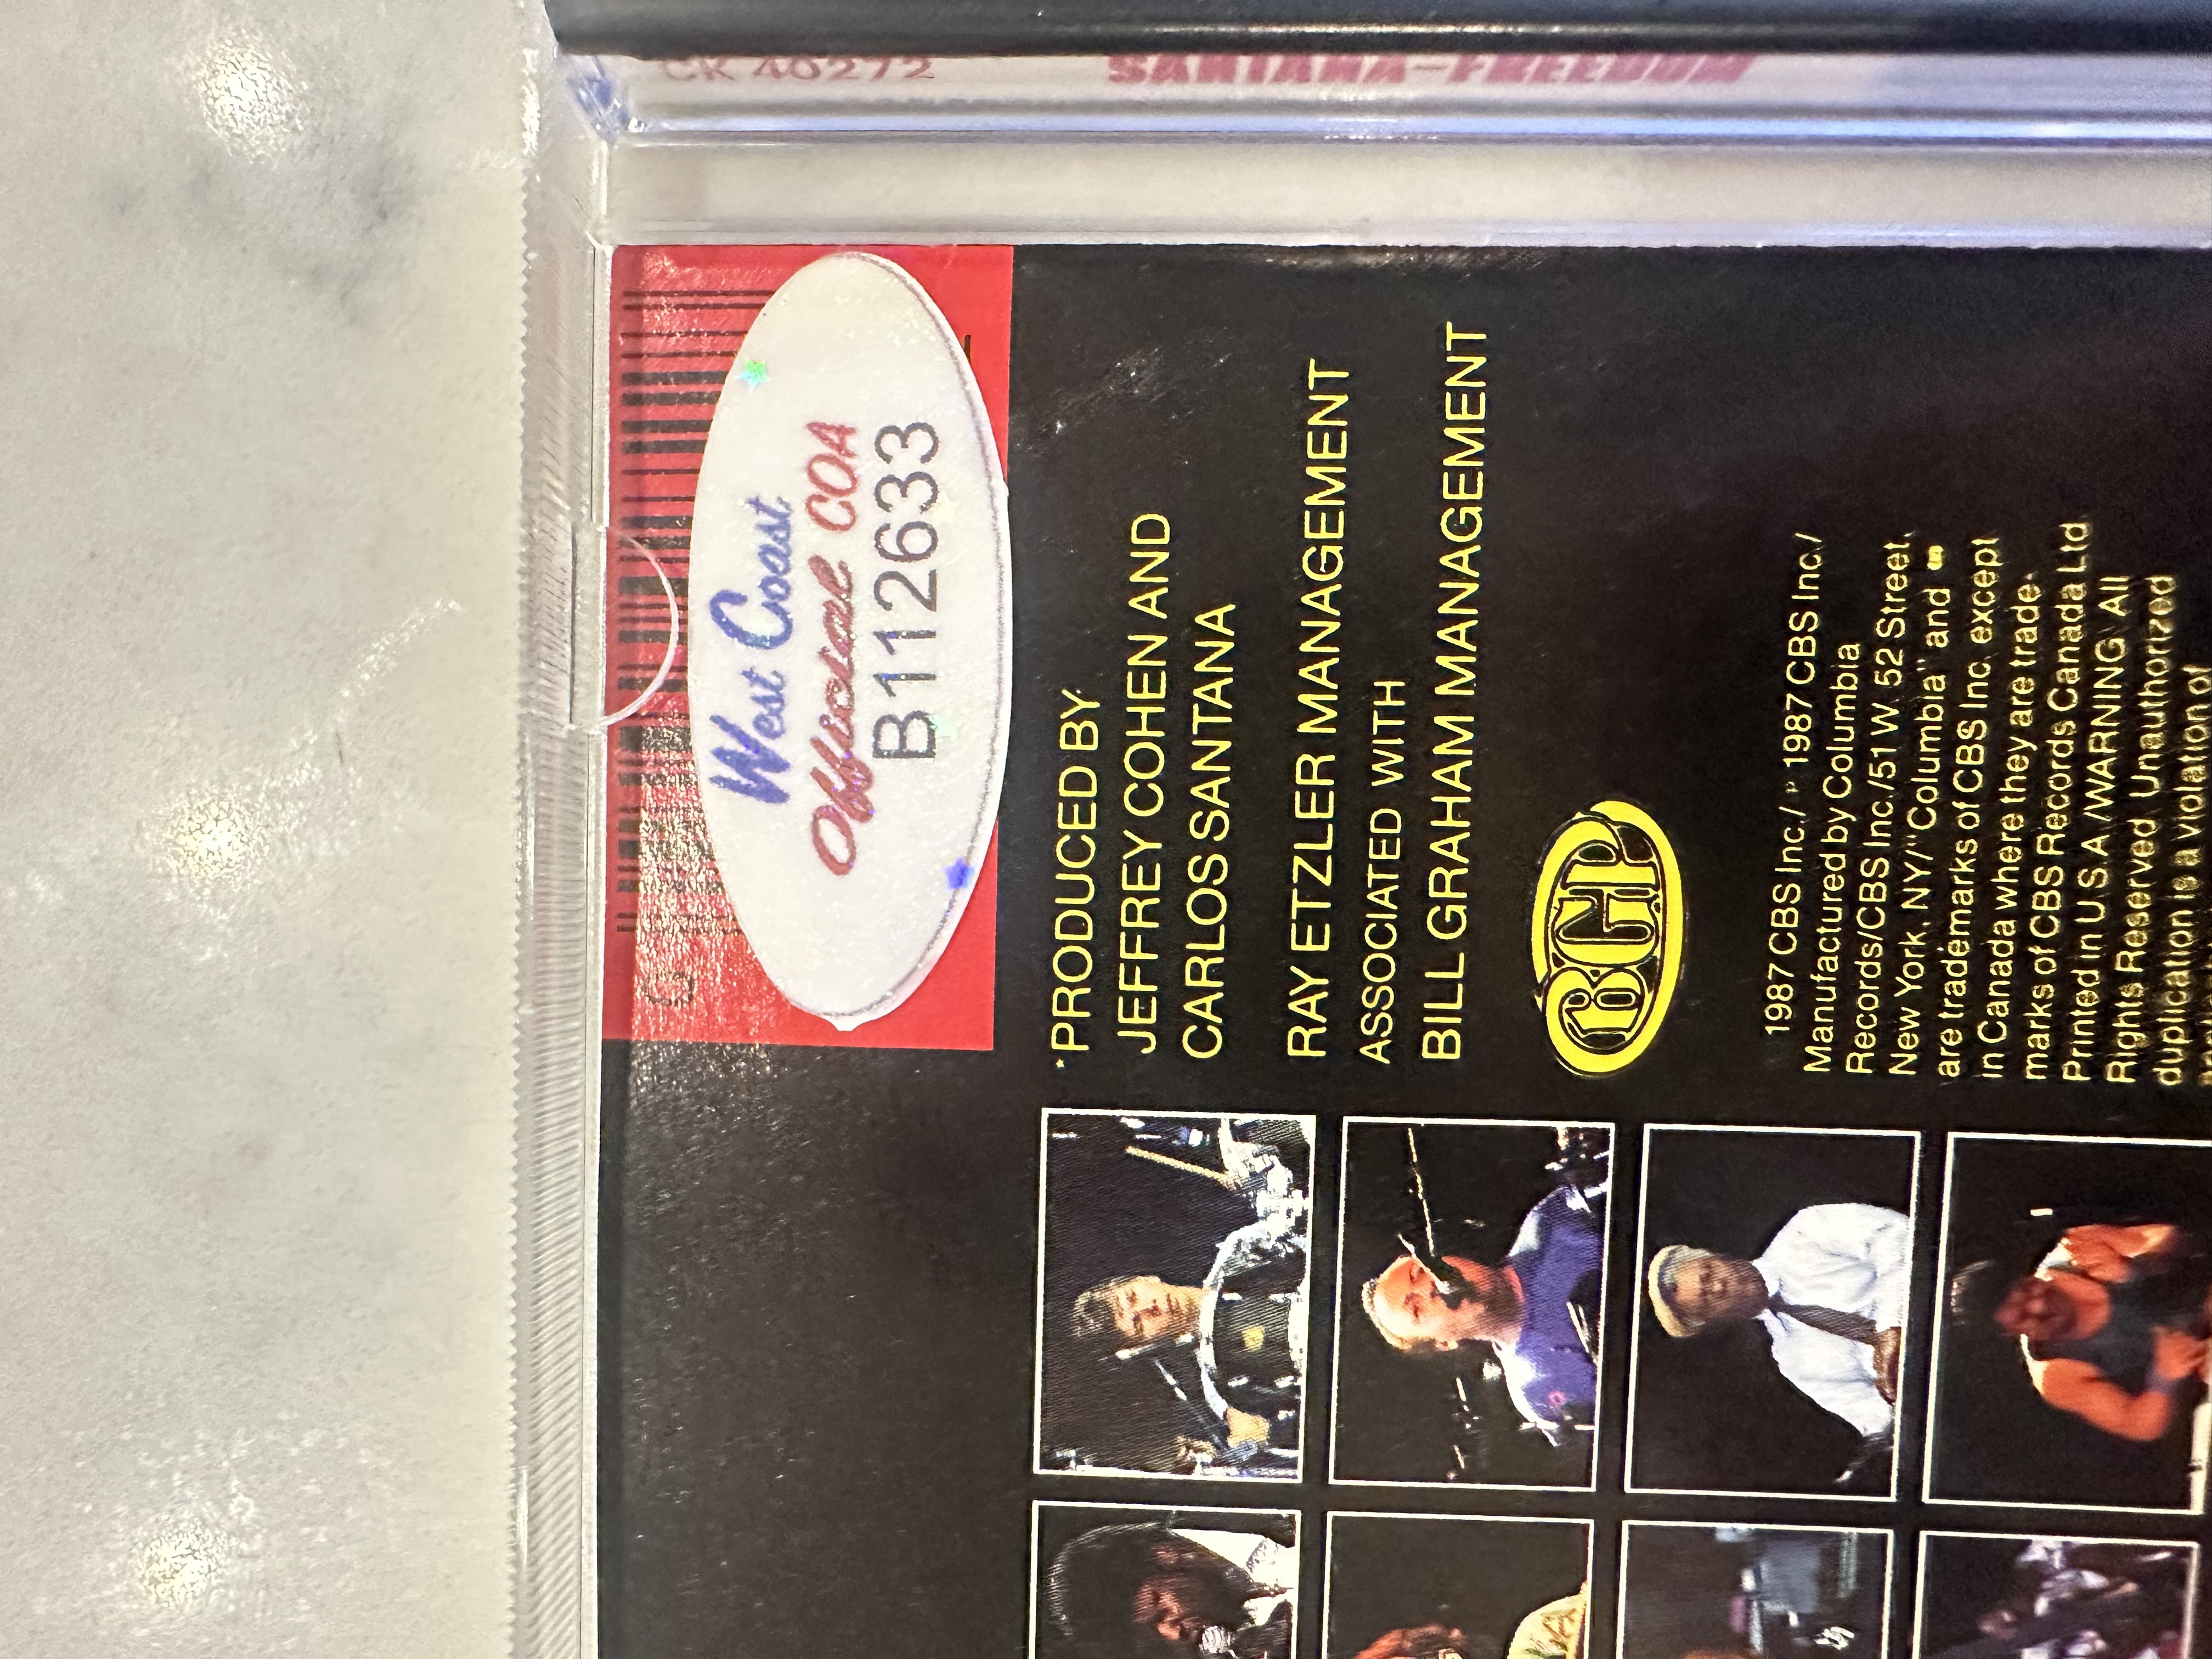 CK 40272
SANTANA-FREEDOM
West Coast
Official COA
B112633
*PRODUCED BY
JEFFREY COHEN AND
CARLOS SANTANA
RAY ETZLER MANAGEMENT
ASSOCIATED WITH
BILL GRAHAM MANAGEMENT
BGP
1987 CBS Inc./ ℗ 1987 CBS Inc./
Manufactured by Columbia
Records/CBS Inc./51 W. 52 Street,
New York, NY/"Columbia" and
are trademarks of CBS Inc. except
in Canada where they are trade-
marks of CBS Records Canada Ltd.
Printed in U.S.A./WARNING: All
Rights Reserved. Unauthorized
duplication is a violation of